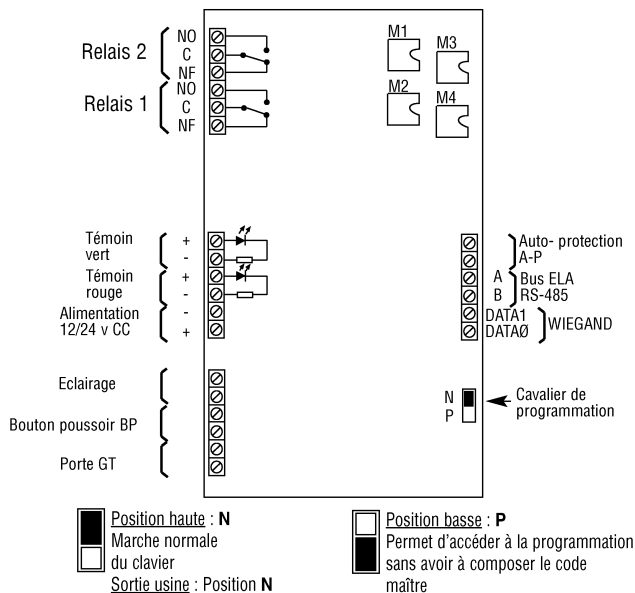 Relais 2
NO
C
NF
Relais 1
NO
C
NF
M1
M3
M2
M4
Témoin
vert
+
-
Témoin
rouge
+
-
Alimentation
12/24 v CC
-
+
Eclairage
Bouton poussoir BP
Porte GT
Auto- protection
A-P
A
B
Bus ELA
RS-485
DATA1
DATAØ
WIEGAND
N
P
Cavalier de
programmation
Position haute : N
Marche normale
du clavier
Sortie usine : Position N
Position basse : P
Permet d'accéder à la programmation
sans avoir à composer le code
maître